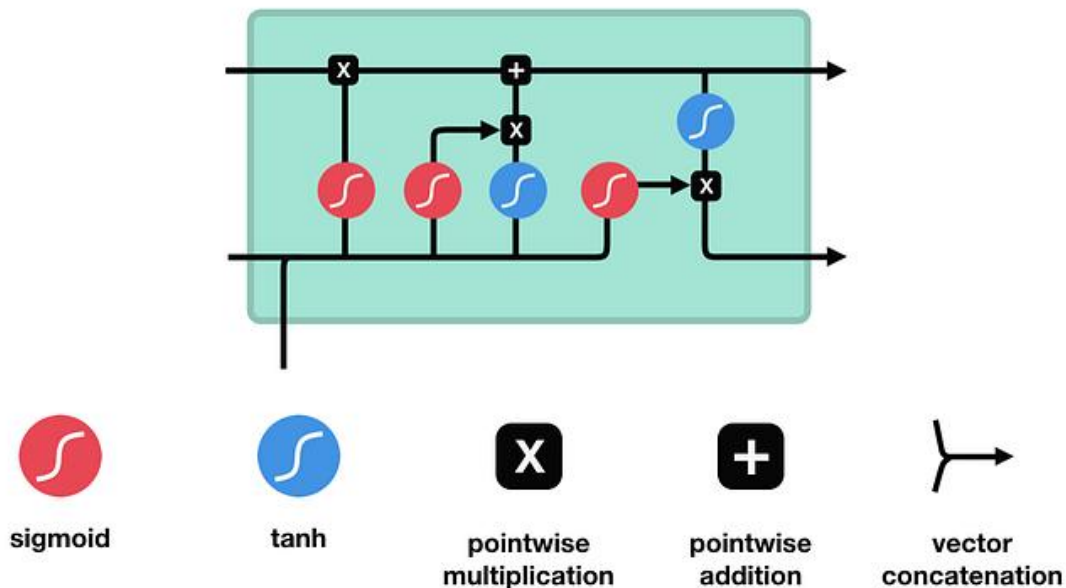 X
+
X
X
X
+
sigmoid
tanh
pointwise
multiplication
pointwise
addition
vector
concatenation